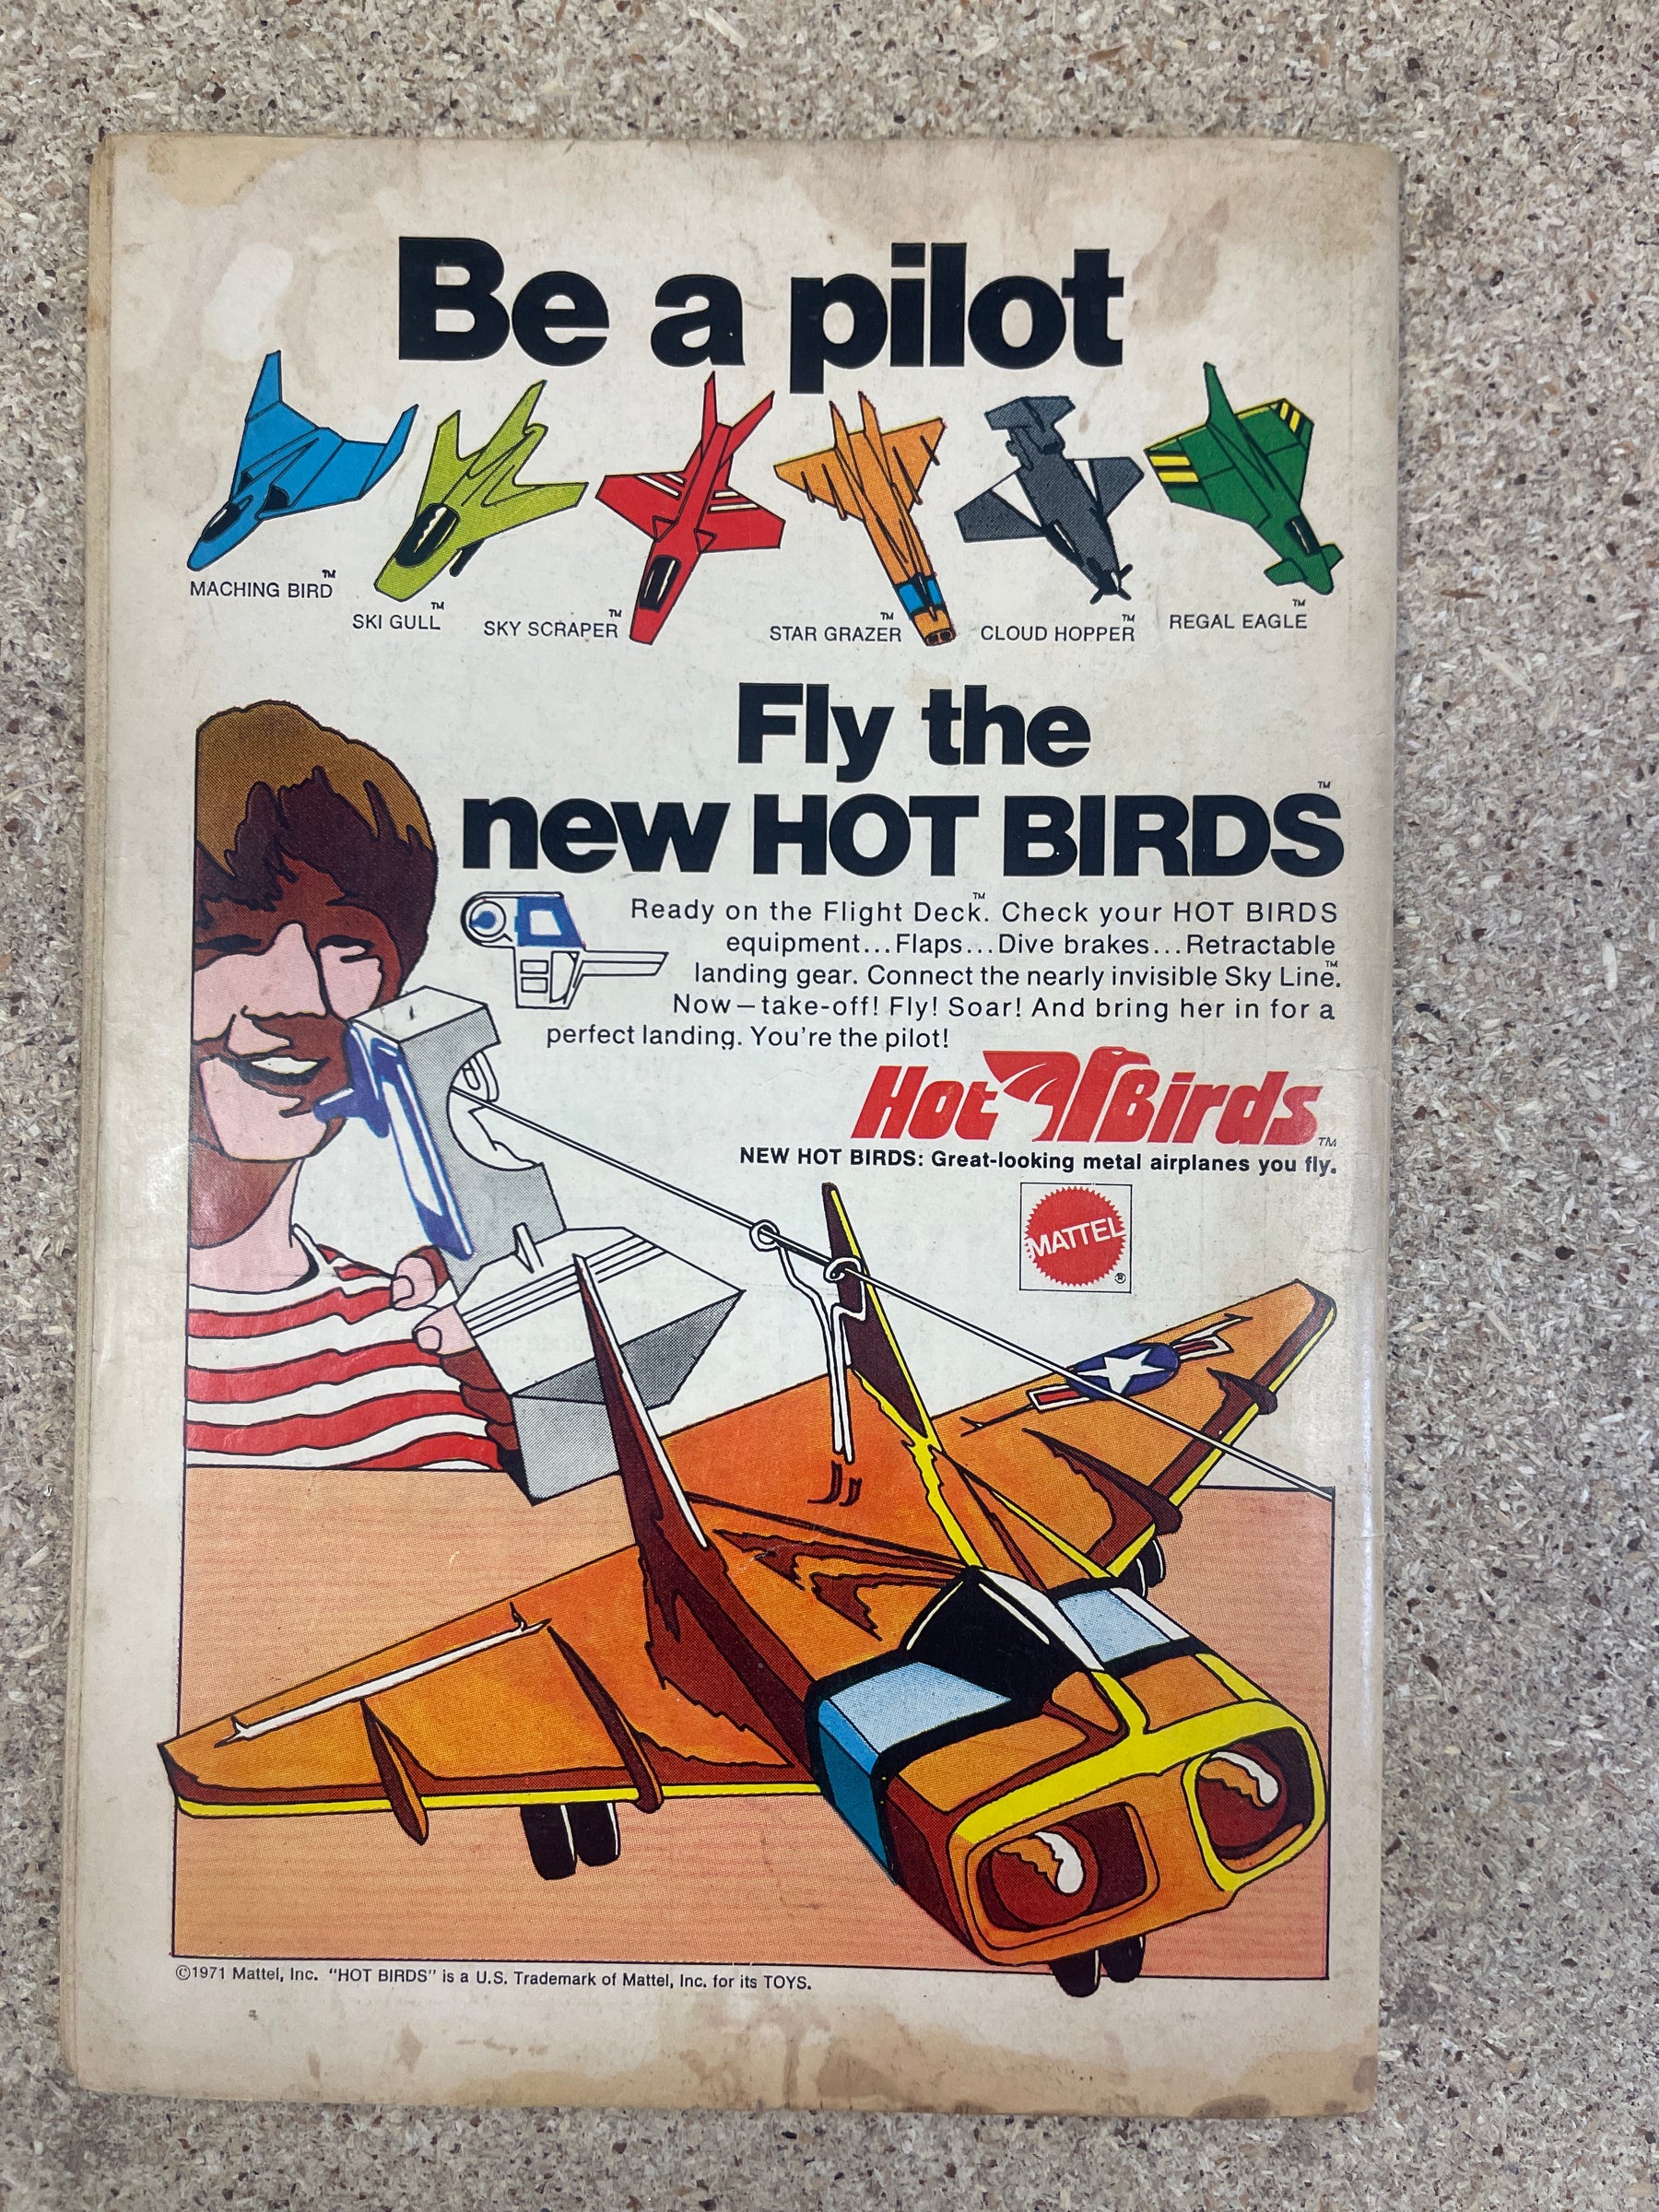 Be a pilot
MACHING BIRD™
SKI GULL™
SKY SCRAPER™
STAR GRAZER™
CLOUD HOPPER™
REGAL EAGLE™
Fly the
new HOT BIRDS™
Ready on the Flight Deck™. Check your HOT BIRDS
equipment...Flaps...Dive brakes...Retractable
landing gear. Connect the nearly invisible Sky Line™.
Now—take-off! Fly! Soar! And bring her in for a
perfect landing. You're the pilot!
Hot Birds™
NEW HOT BIRDS: Great-looking metal airplanes you fly.
MATTEL®
©1971 Mattel, Inc. "HOT BIRDS" is a U.S. Trademark of Mattel, Inc. for its TOYS.